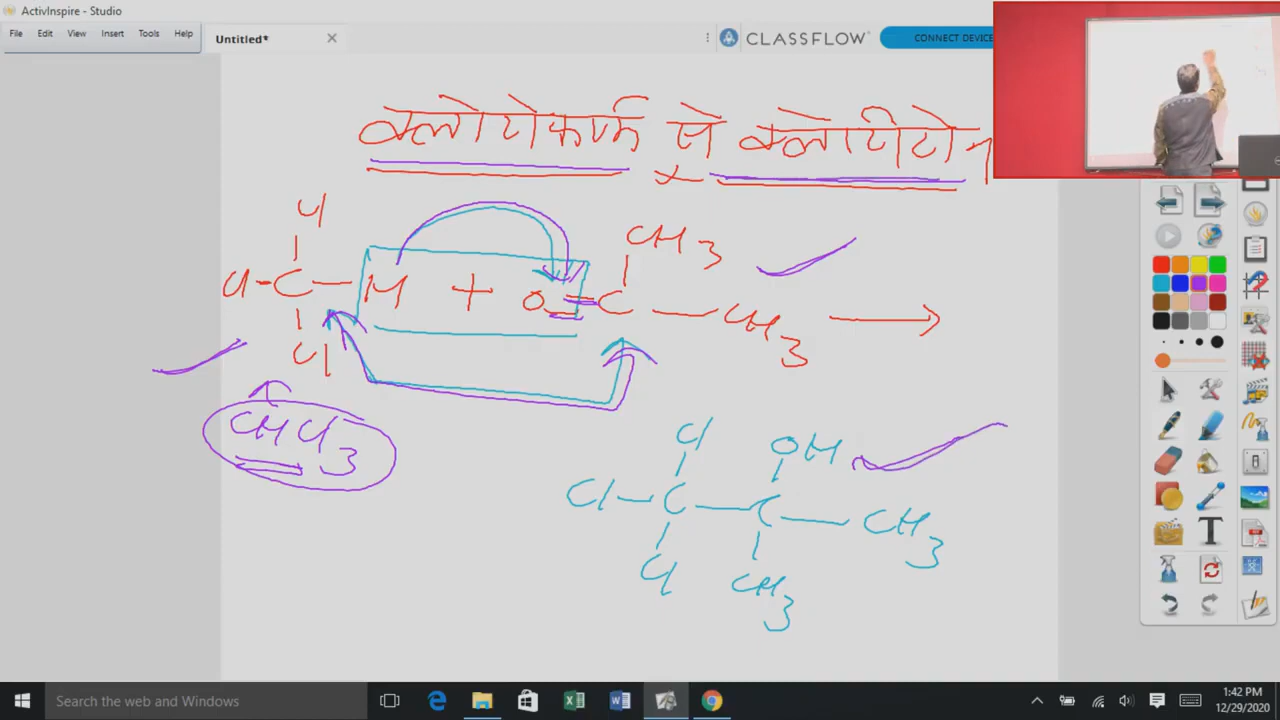 ActivInspire - Studio
File Edit View Insert Tools Help
Untitled*
CLASSFLOW
CONNECT DEVICE
क्लोरोफार्म से क्लोरीटोन
Cl
CH3
Cl - C - H + O = C - CH3 →
Cl
CHCl3
Cl OH
Cl - C - C - CH3
Cl CH3
Search the web and Windows
1:42 PM
12/29/2020